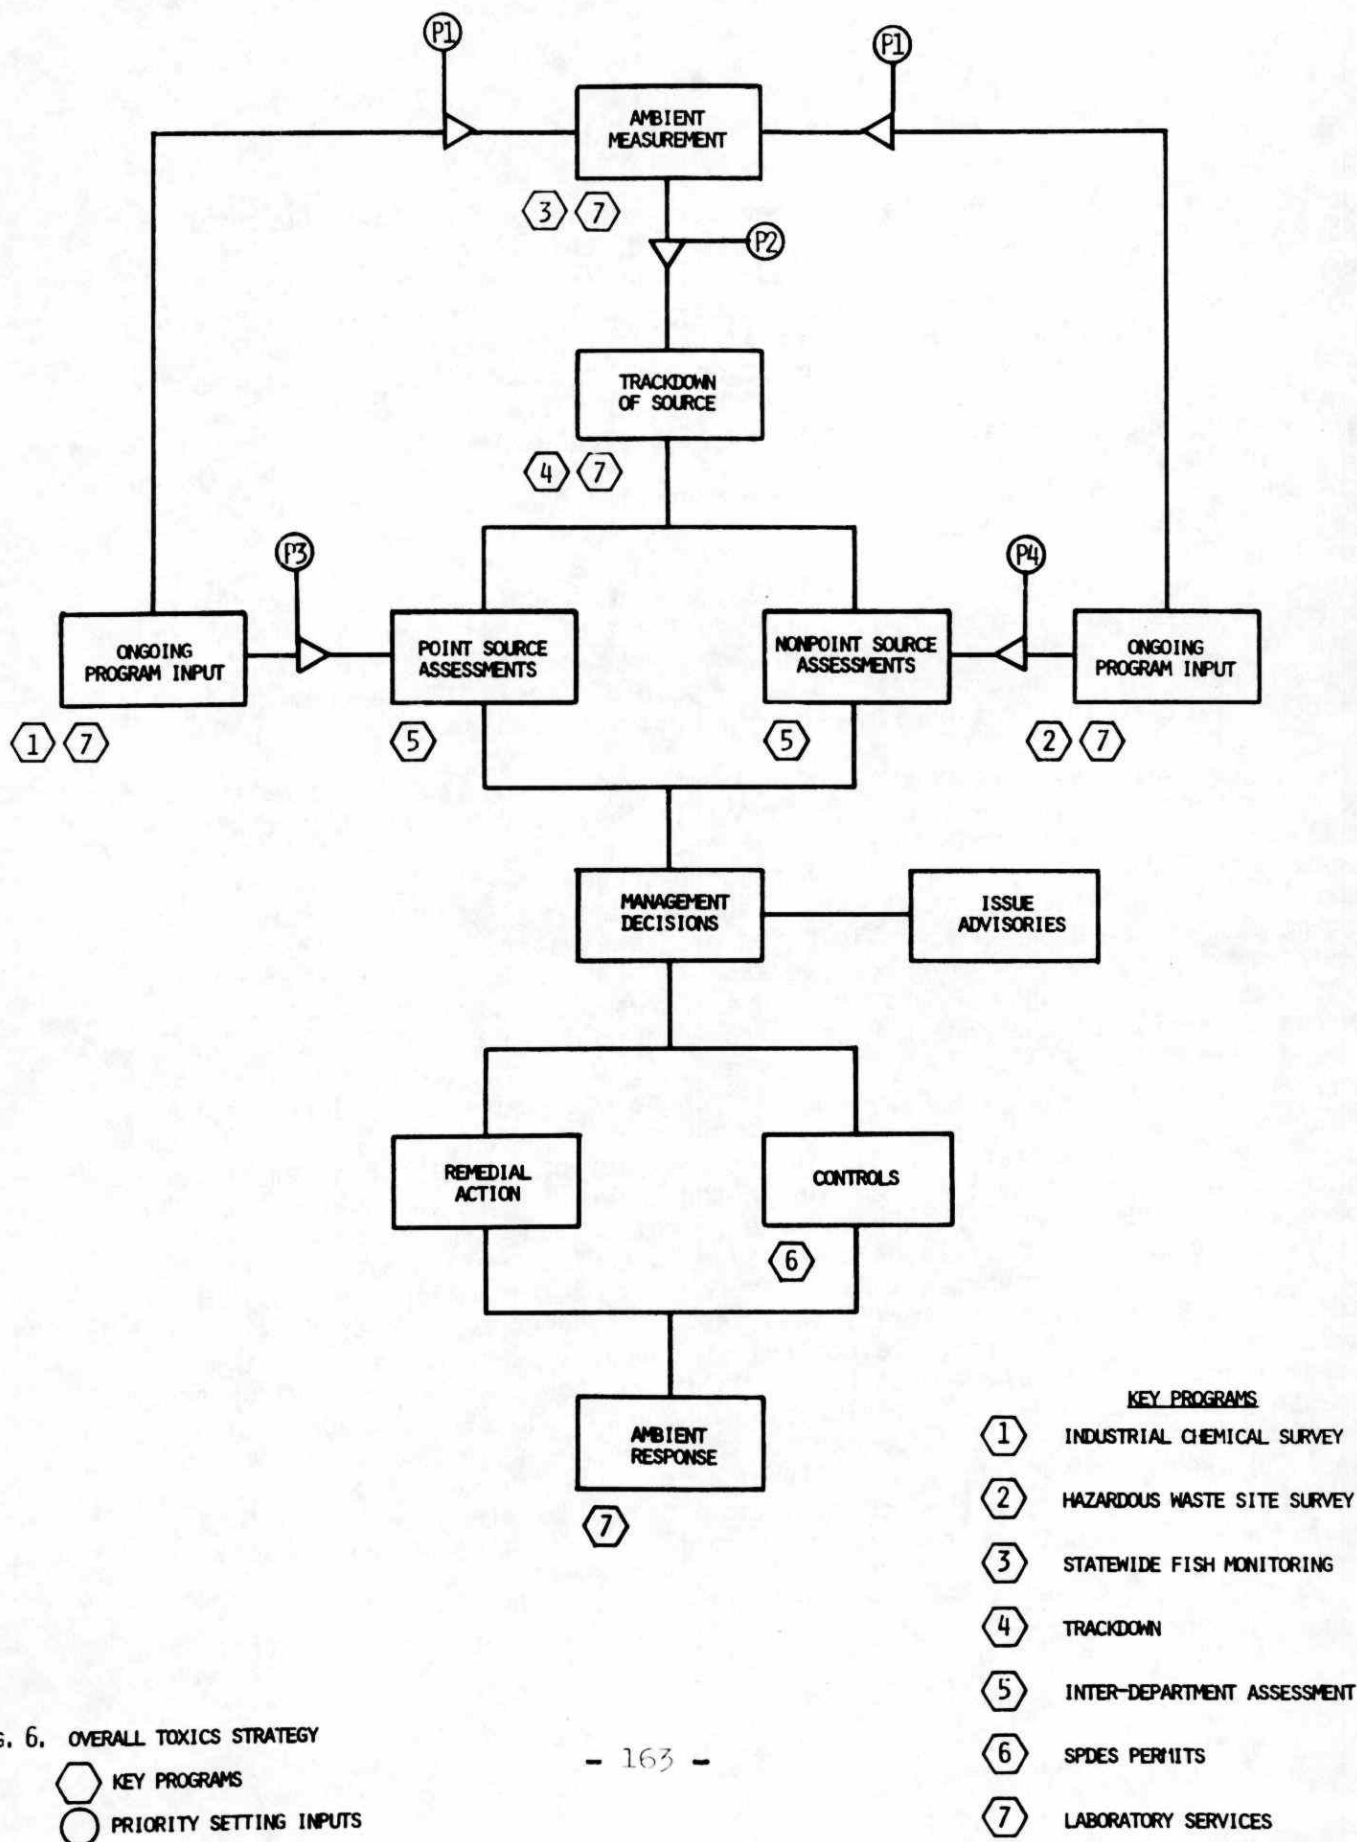 P1
P1
AMBIENT
MEASUREMENT
3 7
P2
TRACKDOWN
OF SOURCE
4 7
P3
P4
ONGOING
PROGRAM INPUT
POINT SOURCE
ASSESSMENTS
NONPOINT SOURCE
ASSESSMENTS
ONGOING
PROGRAM INPUT
1 7
5
5
2 7
MANAGEMENT
DECISIONS
ISSUE
ADVISORIES
REMEDIAL
ACTION
CONTROLS
6
AMBIENT
RESPONSE
7
KEY PROGRAMS
1 INDUSTRIAL CHEMICAL SURVEY
2 HAZARDOUS WASTE SITE SURVEY
3 STATEWIDE FISH MONITORING
4 TRACKDOWN
5 INTER-DEPARTMENT ASSESSMENT
6 SPDES PERMITS
7 LABORATORY SERVICES
G. 6. OVERALL TOXICS STRATEGY
KEY PROGRAMS
PRIORITY SETTING INPUTS
- 163 -